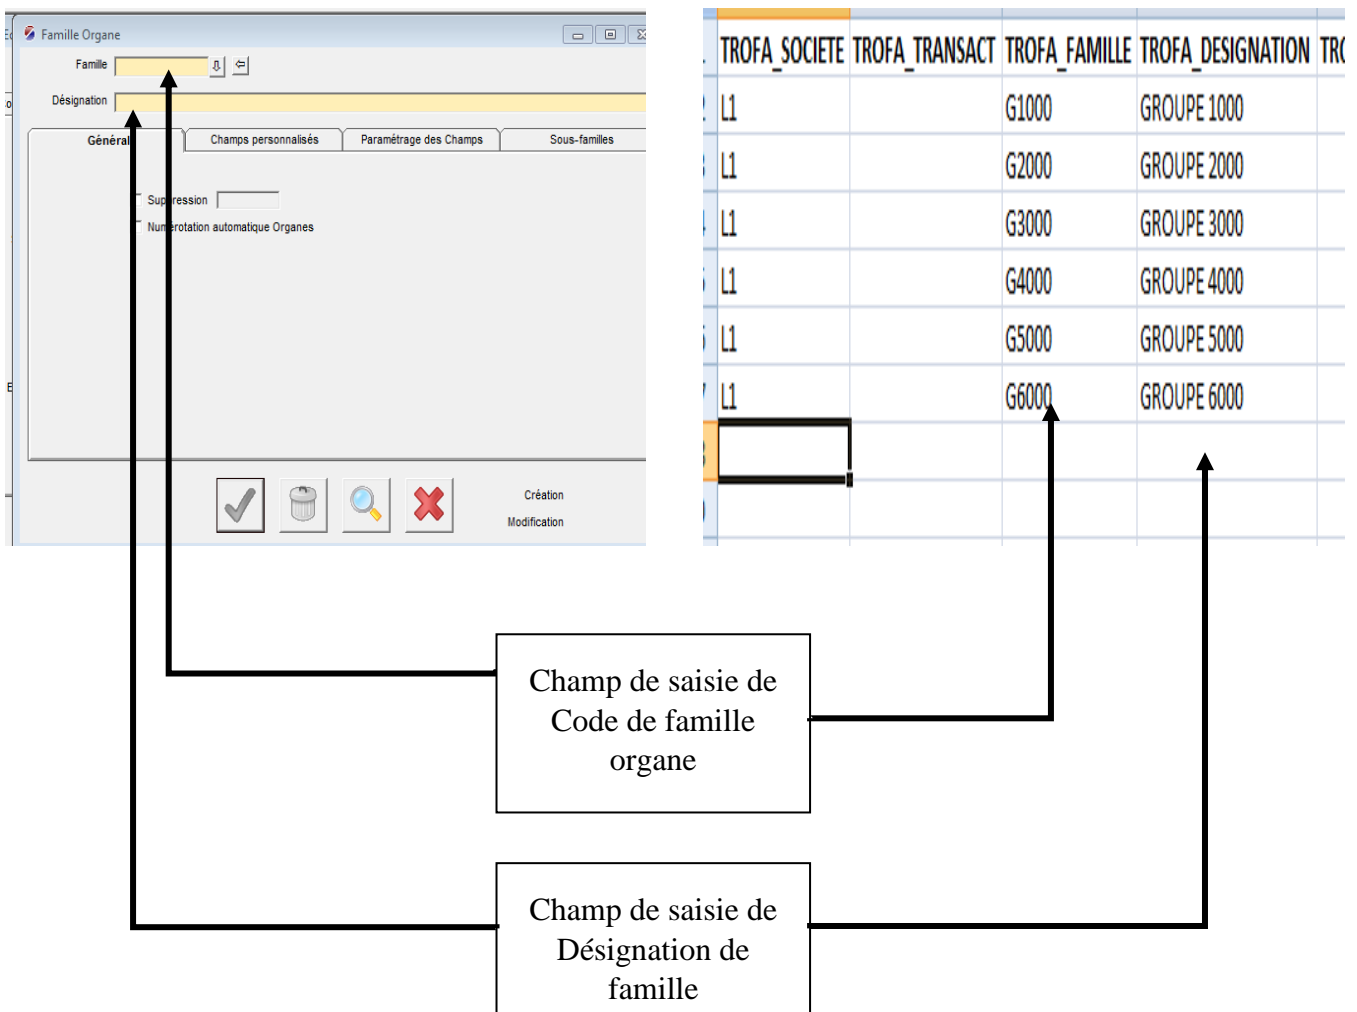 Famille Organe
Famille
Désignation
Général
Champs personnalisés
Paramétrage des Champs
Sous-familles
Suppression
Numérotation automatique Organes
Création
Modification
TROFA_SOCIETE TROFA_TRANSACT TROFA_FAMILLE TROFA_DESIGNATION TRO
L1 G1000 GROUPE 1000
L1 G2000 GROUPE 2000
L1 G3000 GROUPE 3000
L1 G4000 GROUPE 4000
L1 G5000 GROUPE 5000
L1 G6000 GROUPE 6000
Champ de saisie de
Code de famille
organe
Champ de saisie de
Désignation de
famille